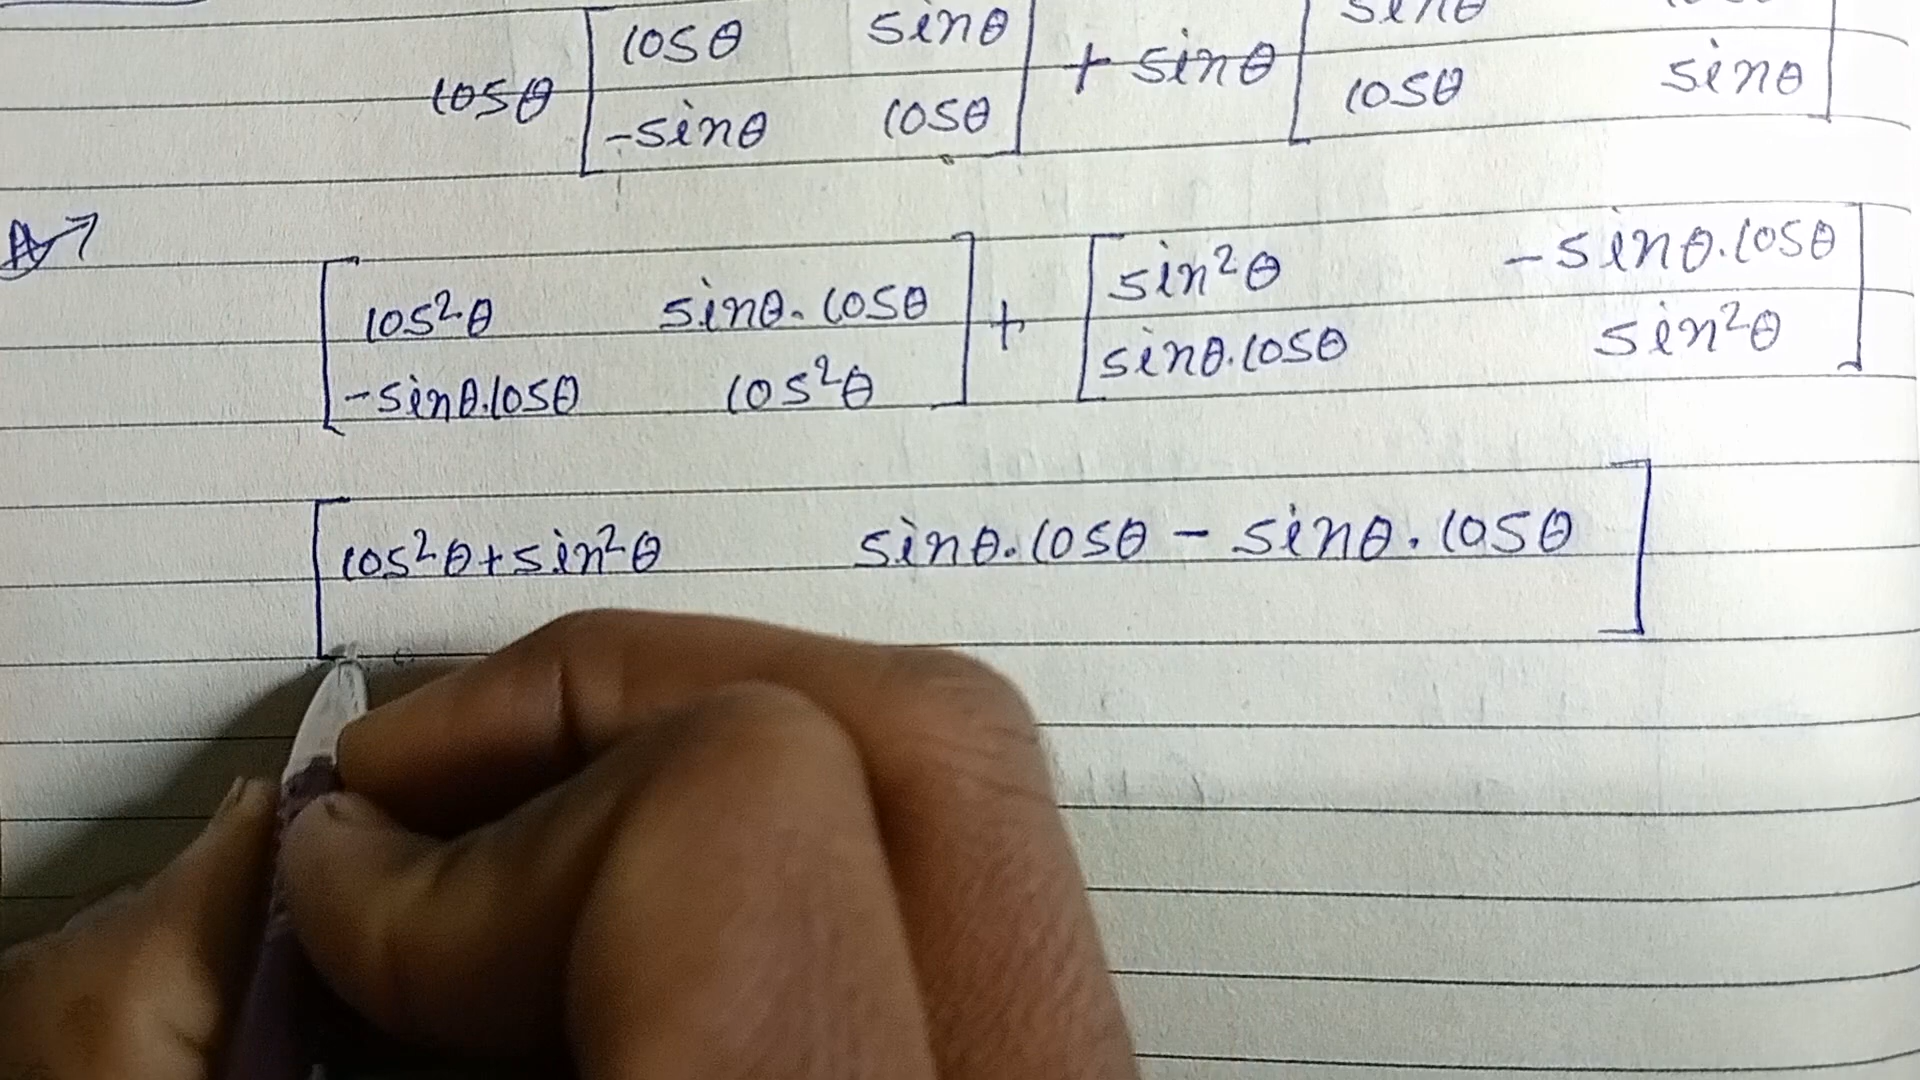 cosθ [ cosθ sinθ ] + sinθ [ sinθ
-sinθ cosθ cosθ sinθ
A→
[ cos²θ sinθ.cosθ ] + [ sin²θ -sinθ.cosθ ]
-sinθ.cosθ cos²θ sinθ.cosθ sin²θ
[ cos²θ+sin²θ sinθ.cosθ - sinθ.cosθ ]